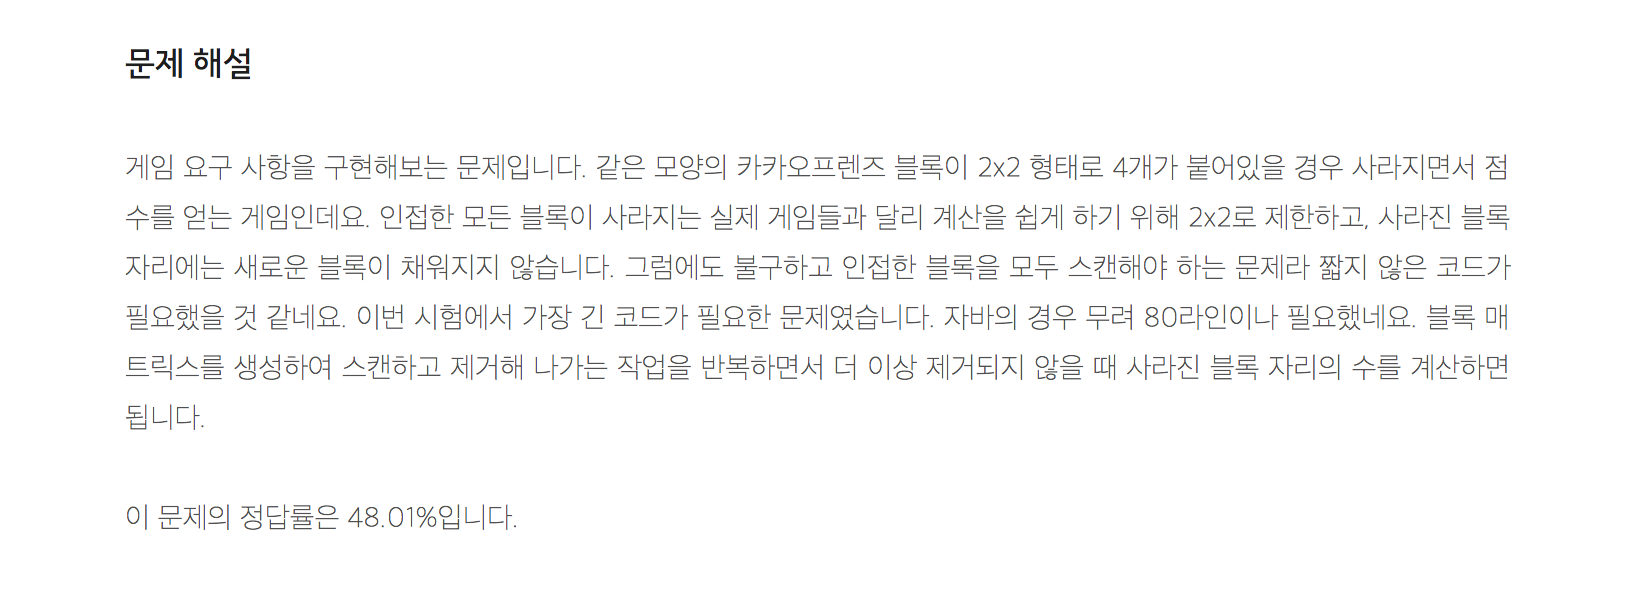 문제 해설
게임 요구 사항을 구현해보는 문제입니다. 같은 모양의 카카오프렌즈 블록이 2x2 형태로 4개가 붙어있을 경우 사라지면서 점
수를 얻는 게임인데요. 인접한 모든 블록이 사라지는 실제 게임들과 달리 계산을 쉽게 하기 위해 2x2로 제한하고, 사라진 블록
자리에는 새로운 블록이 채워지지 않습니다. 그럼에도 불구하고 인접한 블록을 모두 스캔해야 하는 문제라 짧지 않은 코드가
필요했을 것 같네요. 이번 시험에서 가장 긴 코드가 필요한 문제였습니다. 자바의 경우 무려 80라인이나 필요했네요. 블록 매
트릭스를 생성하여 스캔하고 제거해 나가는 작업을 반복하면서 더 이상 제거되지 않을 때 사라진 블록 자리의 수를 계산하면
됩니다.
이 문제의 정답률은 48.01%입니다.